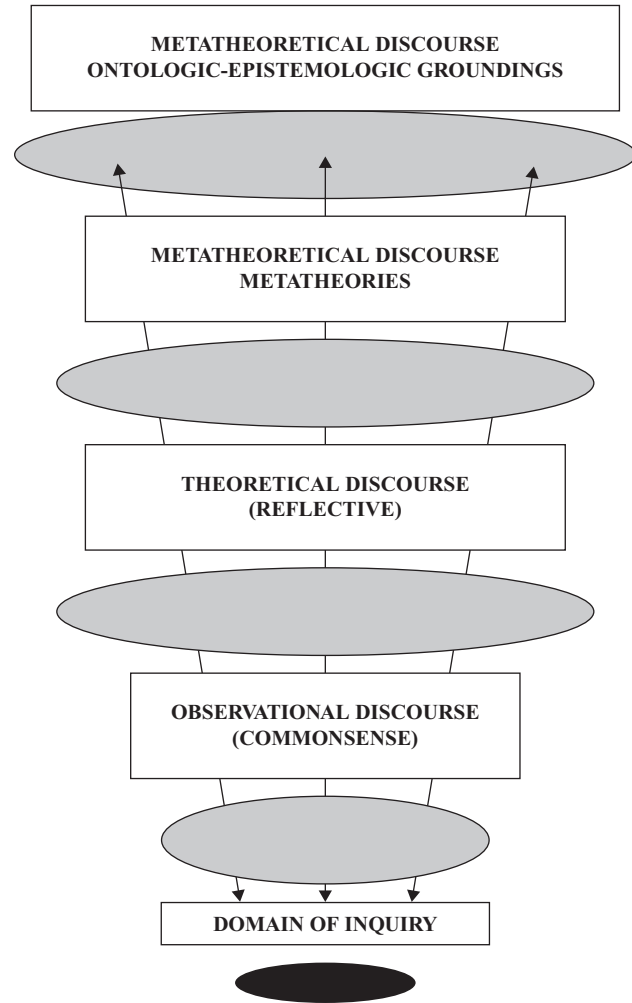 METATHEORETICAL DISCOURSE
ONTOLOGIC-EPISTEMOLOGIC GROUNDINGS
METATHEORETICAL DISCOURSE
METATHEORIES
THEORETICAL DISCOURSE
(REFLECTIVE)
OBSERVATIONAL DISCOURSE
(COMMONSENSE)
DOMAIN OF INQUIRY